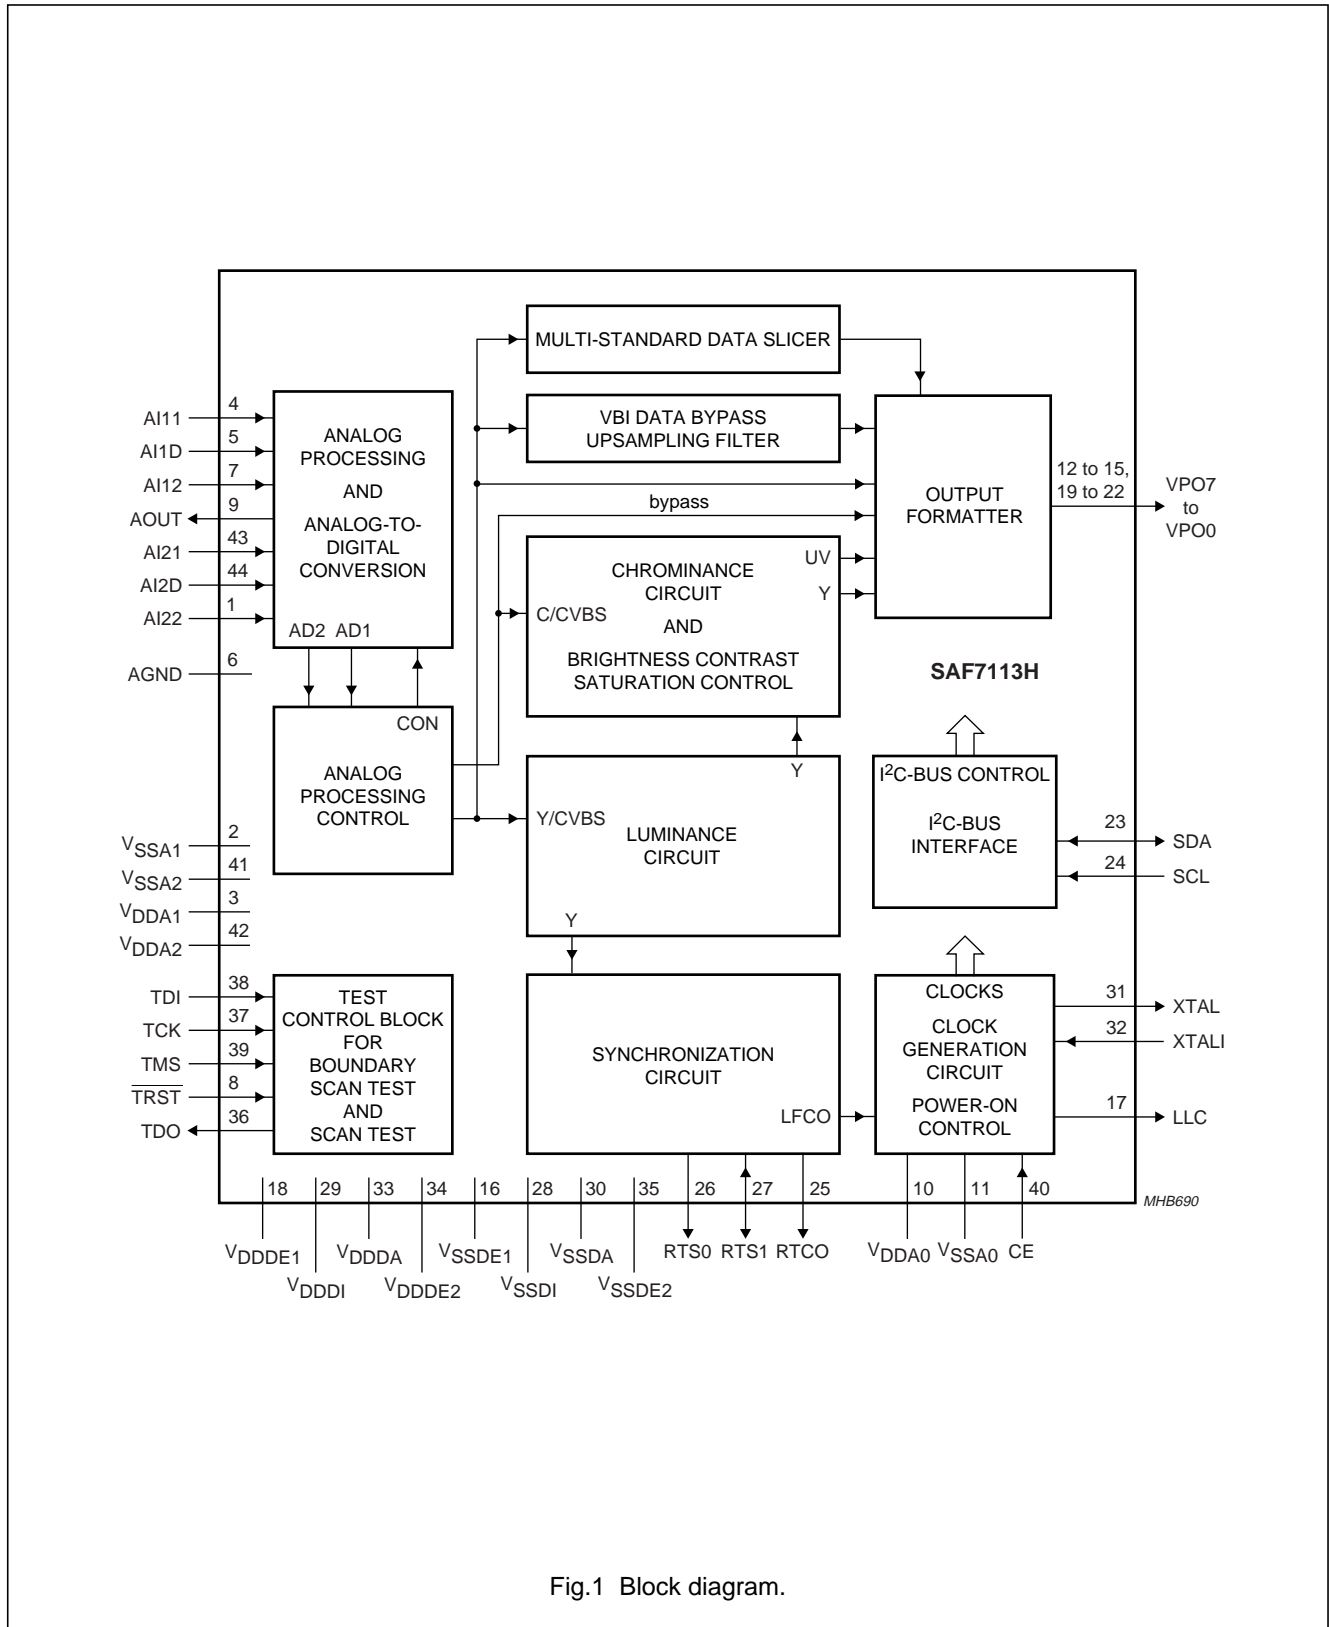 MULTI-STANDARD DATA SLICER
VBI DATA BYPASS
UPSAMPLING FILTER
AI11
4
AI1D
5
AI12
7
AOUT
9
AI21
43
AI2D
44
AI22
1
AGND
6
ANALOG
PROCESSING
AND
ANALOG-TO-
DIGITAL
CONVERSION
AD2 AD1
CON
ANALOG
PROCESSING
CONTROL
bypass
OUTPUT
FORMATTER
12 to 15,
19 to 22
VPO7
to
VPO0
CHROMINANCE
CIRCUIT
AND
BRIGHTNESS CONTRAST
SATURATION CONTROL
C/CVBS
UV
Y
SAF7113H
Y
Y/CVBS
LUMINANCE
CIRCUIT
Y
I2C-BUS CONTROL
I2C-BUS
INTERFACE
23
SDA
24
SCL
VSSA1
2
VSSA2
41
VDDA1
3
VDDA2
42
TDI
38
TCK
37
TMS
39
TRST
8
TDO
36
TEST
CONTROL BLOCK
FOR
BOUNDARY
SCAN TEST
AND
SCAN TEST
SYNCHRONIZATION
CIRCUIT
LFCO
CLOCKS
CLOCK
GENERATION
CIRCUIT
POWER-ON
CONTROL
31
XTAL
32
XTALI
17
LLC
18 29 33 34 16 28 30 35 26 27 25 10 11 40
MHB690
VDDDE1 VDDDA VSSDE1 VSSDA RTS0 RTS1 RTCO VDDA0 VSSA0 CE
VDDDI VDDDE2 VSSDI VSSDE2
Fig.1 Block diagram.